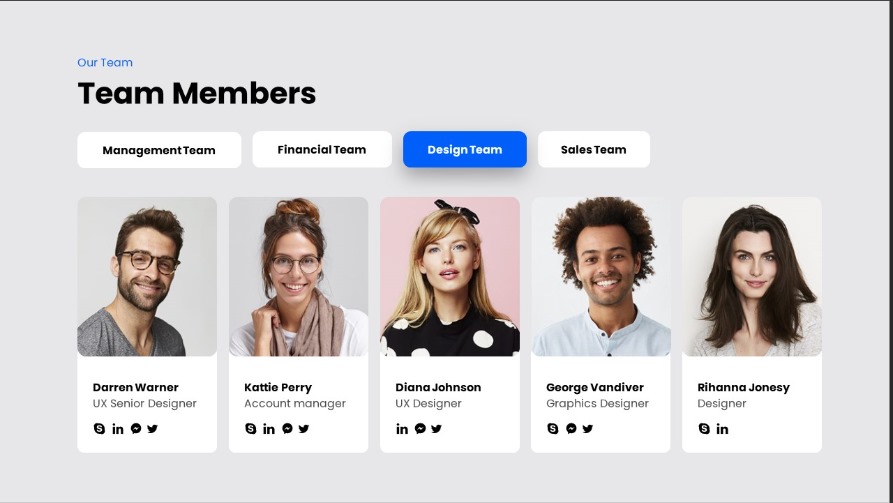 Our Team
Team Members
Management Team Financial Team Design Team Sales Team
Darren Warner
UX Senior Designer
Kattie Perry
Account manager
Diana Johnson
UX Designer
George Vandiver
Graphics Designer
Rihanna Jonesy
Designer